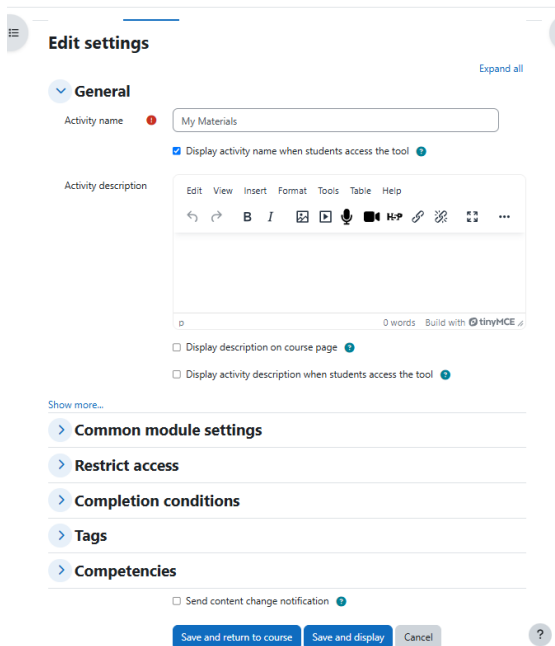 Edit settings
Expand all
General
Activity name
My Materials
Display activity name when students access the tool
Activity description
Edit View Insert Format Tools Table Help
B I H-P
p 0 words Build with tinyMCE
Display description on course page
Display activity description when students access the tool
Show more...
Common module settings
Restrict access
Completion conditions
Tags
Competencies
Send content change notification
Save and return to course Save and display Cancel ?